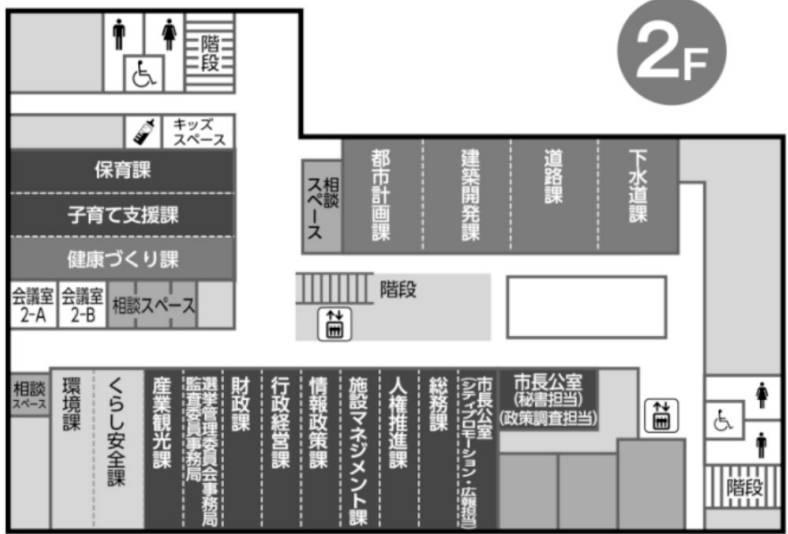 2F
階段
キッズ
スペース
保育課
子育て支援課
健康づくり課
会議室
2-A
会議室
2-B
相談スペース
相談
スペース
都市計画課
建築開発課
道路課
下水道課
階段
相談
スペース
環境課
くらし安全課
産業観光課
選挙管理委員会事務局
監査委員事務局
財政課
行政経営課
情報政策課
施設マネジメント課
人権推進課
総務課
市長公室
(シティプロモーション・広報担当)
市長公室
(秘書担当)
(政策調査担当)
階段